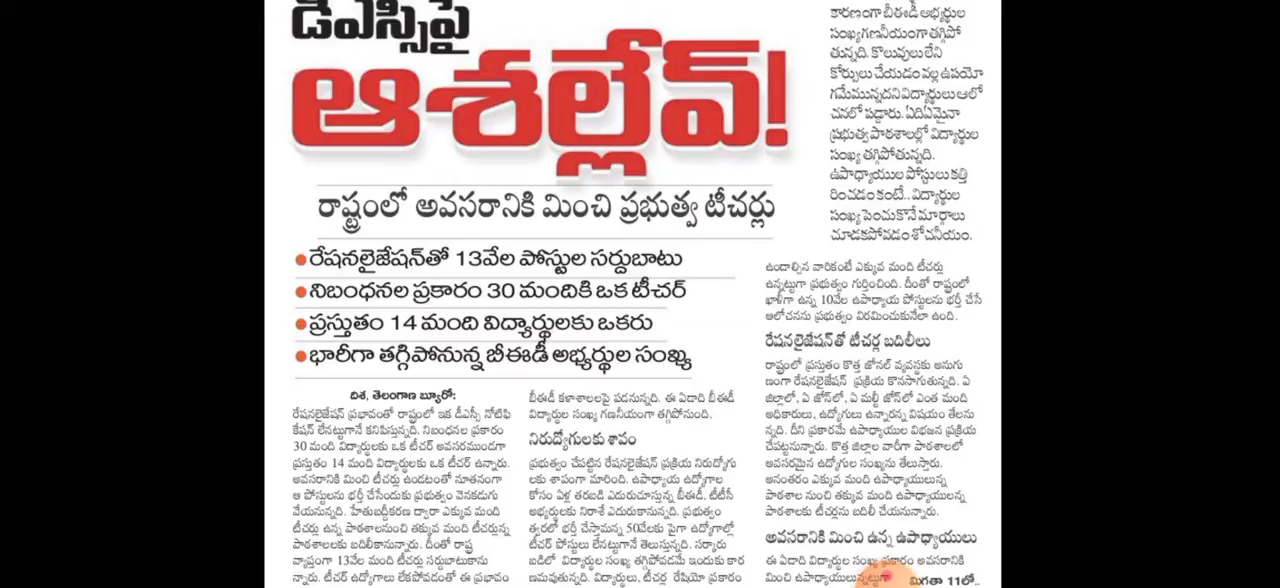 డీఎస్సీపై
ఆశల్లేవ్!
రాష్ట్రంలో అవసరానికి మించి ప్రభుత్వ టీచర్లు
•రేషనలైజేషన్‌తో 13వేల పోస్టుల సర్దుబాటు
•నిబంధనల ప్రకారం 30 మందికి ఒక టీచర్
•ప్రస్తుతం 14 మంది విద్యార్థులకు ఒకరు
•భారీగా తగ్గిపోనున్న బీఈడీ అభ్యర్థుల సంఖ్య
దిశ, తెలంగాణ బ్యూరో:
రేషనలైజేషన్ ప్రభావంతో రాష్ట్రంలో ఇక డీఎస్సీ నోటిఫి
కేషన్ లేనట్టుగానే కనిపిస్తున్నది. నిబంధనల ప్రకారం
30 మంది విద్యార్థులకు ఒక టీచర్ అవసరముండగా
ప్రస్తుతం 14 మంది విద్యార్థులకు ఒక టీచర్ ఉన్నారు.
అవసరానికి మించి టీచర్లు ఉండటంతో నూతనంగా
ఆ పోస్టులను భర్తీ చేసేందుకు ప్రభుత్వం వెనకడుగు
వేయనున్నది. హేతుబద్దీకరణ ద్వారా ఎక్కువ మంది
టీచర్లు ఉన్న పాఠశాలనుంచి తక్కువ మంది టీచర్లున్న
పాఠశాలలకు బదిలీకానున్నారు. దీంతో రాష్ట్ర
వ్యాప్తంగా 13వేల మంది టీచర్లు సర్దుబాటుకాను
న్నారు. టీచర్ ఉద్యోగాలు లేకపోవడంతో ఈ ప్రభావం
బీఈడీ కళాశాలలపై పడనున్నది. ఈ ఏడాది బీఈడీ
విద్యార్థుల సంఖ్య గణనీయంగా తగ్గిపోనుంది.
నిరుద్యోగులకు శాపం
ప్రభుత్వం చేపట్టిన రేషనలైజేషన్ ప్రక్రియ నిరుద్యోగు
లకు శాపంగా మారింది. ఉపాధ్యాయ ఉద్యోగాల
కోసం ఏళ్ల తరబడి ఎదురుచూస్తున్న బీఈడీ, టీటీసీ
అభ్యర్థులకు నిరాశే ఎదురుకానున్నది. ప్రభుత్వం
త్వరలో భర్తీ చేస్తామన్న 50వేలకు పైగా ఉద్యోగాల్లో
టీచర్ పోస్టులు లేనట్టుగానే తెలుస్తున్నది. సర్కారు
బడిలో విద్యార్థుల సంఖ్య తగ్గిపోవడమే ఇందుకు కార
ణమవుతున్నది. విద్యార్థులు, టీచర్ల రేషియో ప్రకారం
కారణంగా బీఈడీ అభ్యర్థుల
సంఖ్య గణనీయంగా తగ్గిపో
తున్నది. కొలువులు లేని
కోర్సులు చేయడం వల్ల ఉపయో
గమేమున్నదని విద్యార్థులు ఆలో
చనలో పడ్డారు. ఏది ఏమైనా
ప్రభుత్వ పాఠశాలల్లో విద్యార్థుల
సంఖ్య తగ్గిపోతున్నది.
ఉపాధ్యాయుల పోస్టులు కత్తి
రించడం కంటే.. విద్యార్థుల
సంఖ్య పెంచుకొనే మార్గాలు
చూడకపోవడం శోచనీయం.
ఉండాల్సిన వారికంటే ఎక్కువ మంది టీచర్లు
ఉన్నట్టుగా ప్రభుత్వం గుర్తించింది. దీంతో రాష్ట్రంలో
ఖాళీగా ఉన్న 10వేల ఉపాధ్యాయ పోస్టులను భర్తీ చేసే
ఆలోచనను ప్రభుత్వం విరమించుకునేలా ఉంది.
రేషనలైజేషన్‌తో టీచర్ల బదిలీలు
రాష్ట్రంలో ప్రస్తుతం కొత్త జోనల్ వ్యవస్థకు అనుగు
ణంగా రేషనలైజేషన్ ప్రక్రియ కొనసాగుతున్నది. ఏ
జిల్లాలో, ఏ జోన్‌లో, ఏ మల్టీ జోన్‌లో ఎంత మంది
అధికారులు, ఉద్యోగులు ఉన్నారన్న విషయం తేలను
న్నది. దీని ప్రకారమే ఉపాధ్యాయుల విభజన ప్రక్రియ
చేపట్టనున్నారు. కొత్త జిల్లాల వారీగా పాఠశాలలో
అవసరమైన ఉద్యోగుల సంఖ్యను తేలుస్తారు.
అనంతరం ఎక్కువ మంది ఉపాధ్యాయులున్న
పాఠశాల నుంచి తక్కువ మంది ఉపాధ్యాయులన్న
పాఠశాలకు టీచర్లను బదిలీ చేయనున్నారు.
అవసరానికి మించి ఉన్న ఉపాధ్యాయులు
ఈ ఏడాది విద్యార్థుల సంఖ్య ప్రకారం అవసరానికి
మించి ఉపాధ్యాయులున్నట్టుగా మిగతా 11లో..